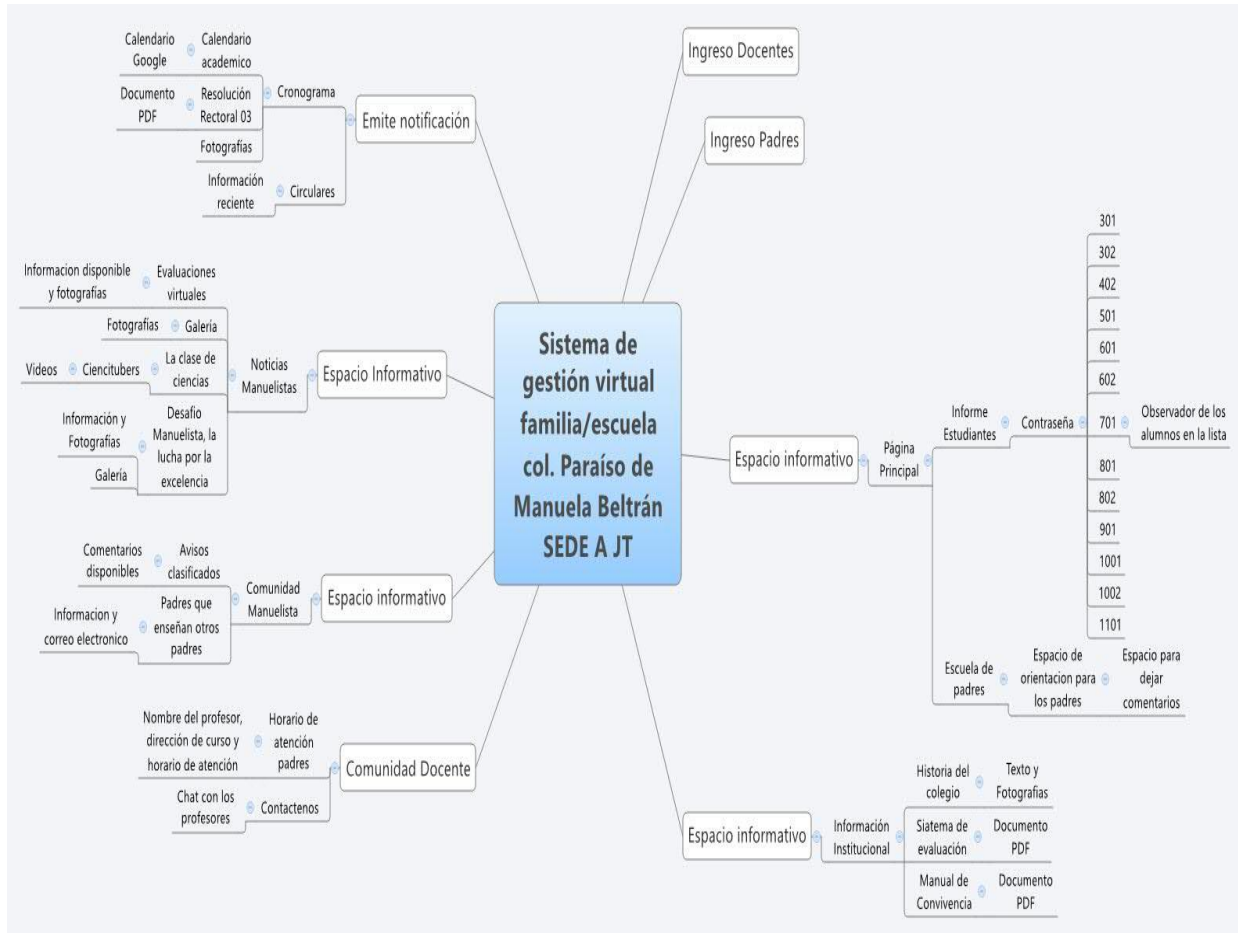 Sistema de
gestión virtual
familia/escuela
col. Paraíso de
Manuela Beltrán
SEDE A JT
Ingreso Docentes
Ingreso Padres
Espacio informativo
Página
Principal
Informe
Estudiantes
Contraseña
301
302
402
501
601
602
701
801
802
901
1001
1002
1101
Observador de los
alumnos en la lista
Escuela de
padres
Espacio de
orientacion para
los padres
Espacio para
dejar
comentarios
Espacio informativo
Información
Institucional
Historia del
colegio
Texto y
Fotografias
Siatema de
evaluación
Documento
PDF
Manual de
Convivencia
Documento
PDF
Emite notificación
Cronograma
Calendario
academico
Calendario
Google
Resolución
Rectoral 03
Documento
PDF
Fotografías
Circulares
Información
reciente
Espacio Informativo
Noticias
Manuelistas
Evaluaciones
virtuales
Informacion disponible
y fotografías
Galería
Fotografías
La clase de
ciencias
Ciencitubers
Videos
Desafio
Manuelista, la
lucha por la
excelencia
Información y
Fotografías
Galería
Espacio informativo
Comunidad
Manuelista
Avisos
clasificados
Comentarios
disponibles
Padres que
enseñan otros
padres
Informacion y
correo electronico
Comunidad Docente
Horario de
atención
padres
Nombre del profesor,
dirección de curso y
horario de atención
Contactenos
Chat con los
profesores